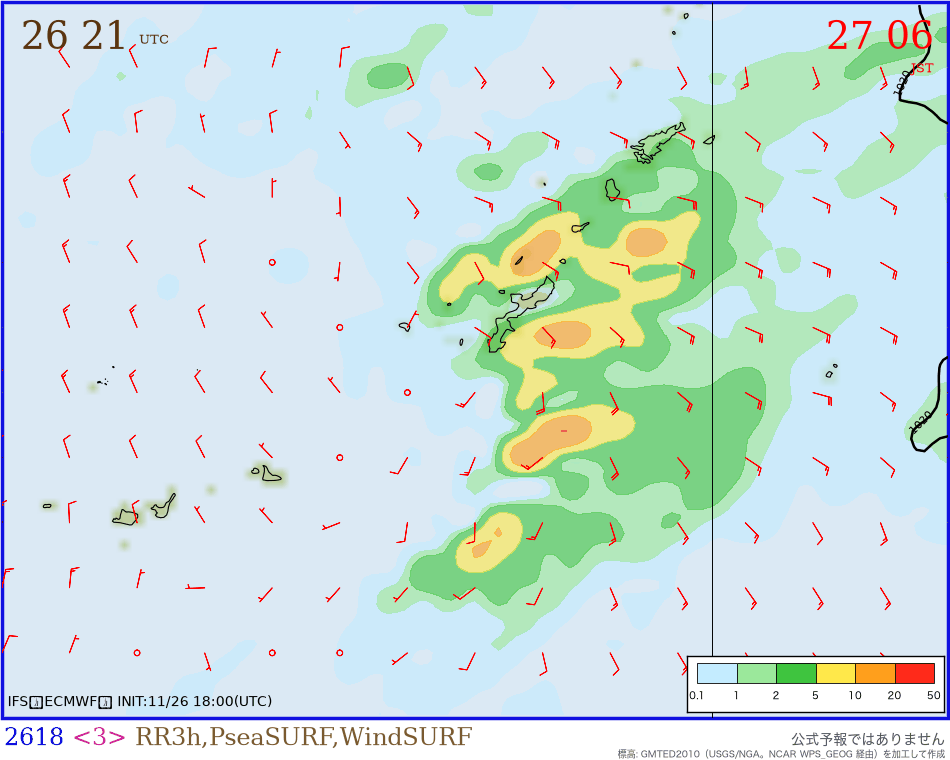 26 21 UTC
27 06
JST
1020
1020
0.1 1 2 5 10 20 50
IFS ECMWF INIT:11/26 18:00(UTC)
2618 <3> RR3h,PseaSURF,WindSURF
公式予報ではありません
標高: GMTED2010（USGS/NGA。NCAR WPS_GEOG 経由）を加工して作成